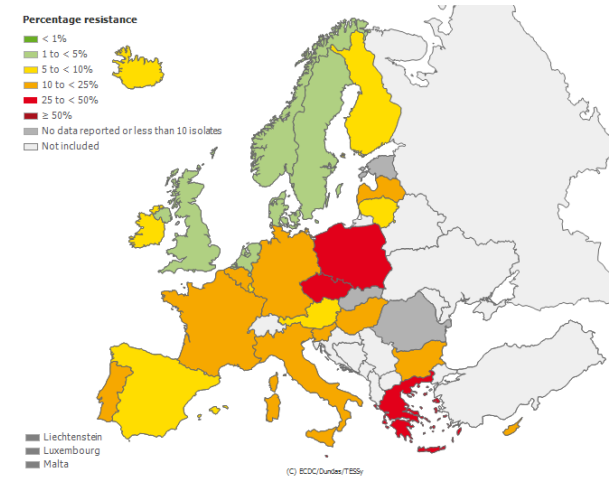 Percentage resistance
< 1%
1 to < 5%
5 to < 10%
10 to < 25%
25 to < 50%
≥ 50%
No data reported or less than 10 isolates
Not included
Liechtenstein
Luxembourg
Malta
(C) ECDC/Dundas/TESSy